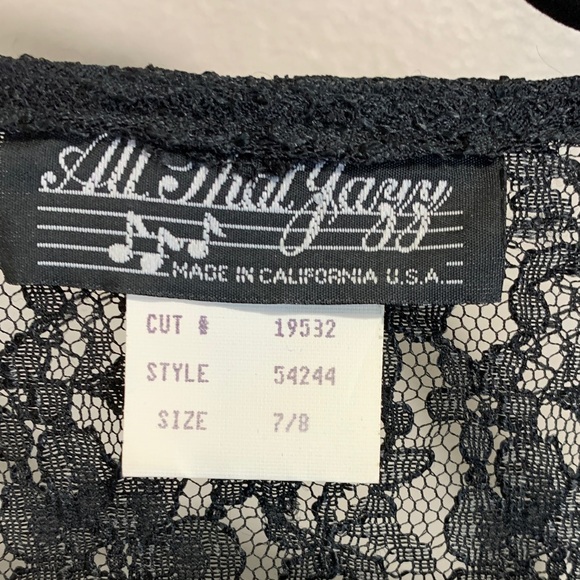 All That Jazz
MADE IN CALIFORNIA U.S.A.
CUT # 19532
STYLE 54244
SIZE 7/8